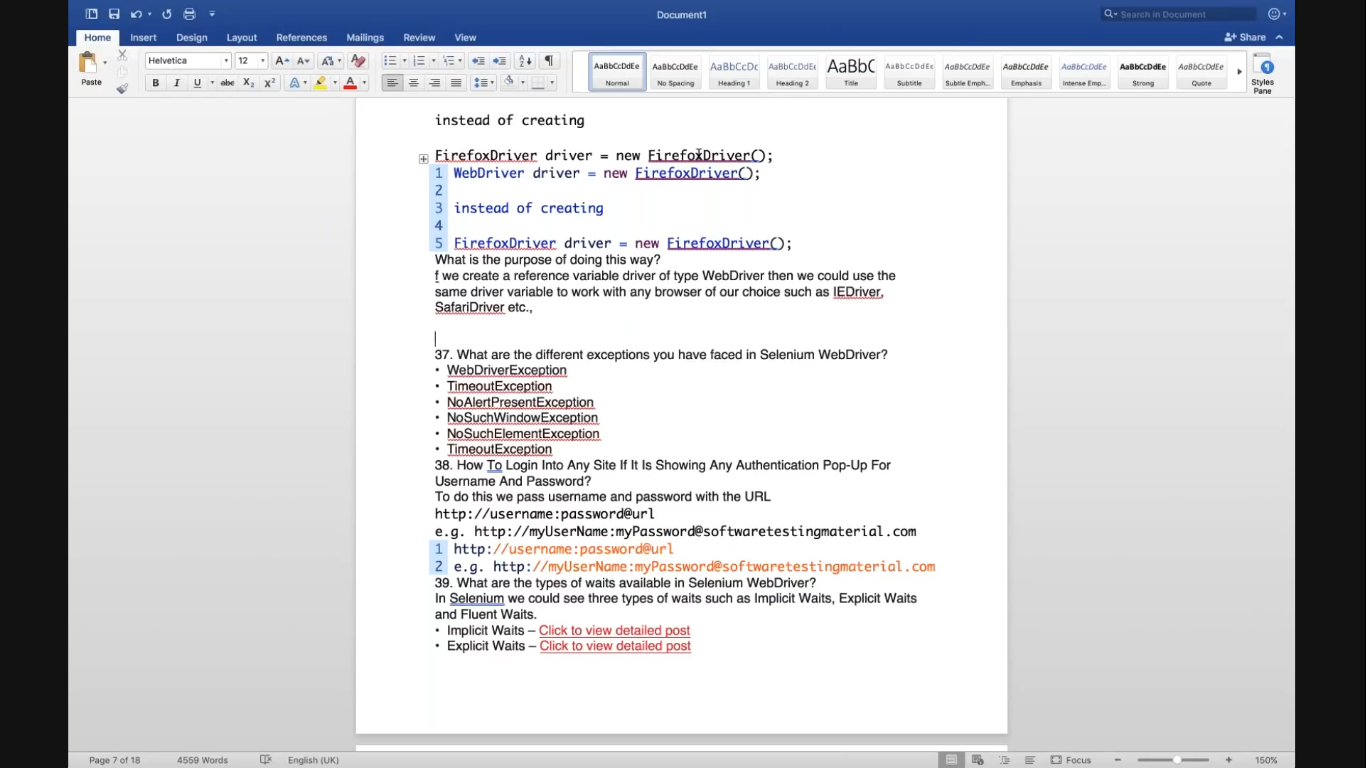 Document1
Search in Document
Home Insert Design Layout References Mailings Review View
Share
Paste
Helvetica 12
AaBbCcDdEe AaBbCcDdEe AaBbCcDc AaBbCcDdE AaBbC AaBbCcDdEe AaBbCcDdEe AaBbCcDdEe AaBbCcDdEe AaBbCcDdEe AaBbCcDdEe
Normal No Spacing Heading 1 Heading 2 Title Subtitle Subtle Emph... Emphasis Intense Emp... Strong Quote
Styles
Pane
instead of creating
FirefoxDriver driver = new FirefoxDriver();
1 WebDriver driver = new FirefoxDriver();
2
3 instead of creating
4
5 FirefoxDriver driver = new FirefoxDriver();
What is the purpose of doing this way?
f we create a reference variable driver of type WebDriver then we could use the
same driver variable to work with any browser of our choice such as IEDriver,
SafariDriver etc.,
37. What are the different exceptions you have faced in Selenium WebDriver?
• WebDriverException
• TimeoutException
• NoAlertPresentException
• NoSuchWindowException
• NoSuchElementException
• TimeoutException
38. How To Login Into Any Site If It Is Showing Any Authentication Pop-Up For
Username And Password?
To do this we pass username and password with the URL
http://username:password@url
e.g. http://myUserName:myPassword@softwaretestingmaterial.com
1 http://username:password@url
2 e.g. http://myUserName:myPassword@softwaretestingmaterial.com
39. What are the types of waits available in Selenium WebDriver?
In Selenium we could see three types of waits such as Implicit Waits, Explicit Waits
and Fluent Waits.
• Implicit Waits – Click to view detailed post
• Explicit Waits – Click to view detailed post
Page 7 of 18 4559 Words English (UK) Focus 150%